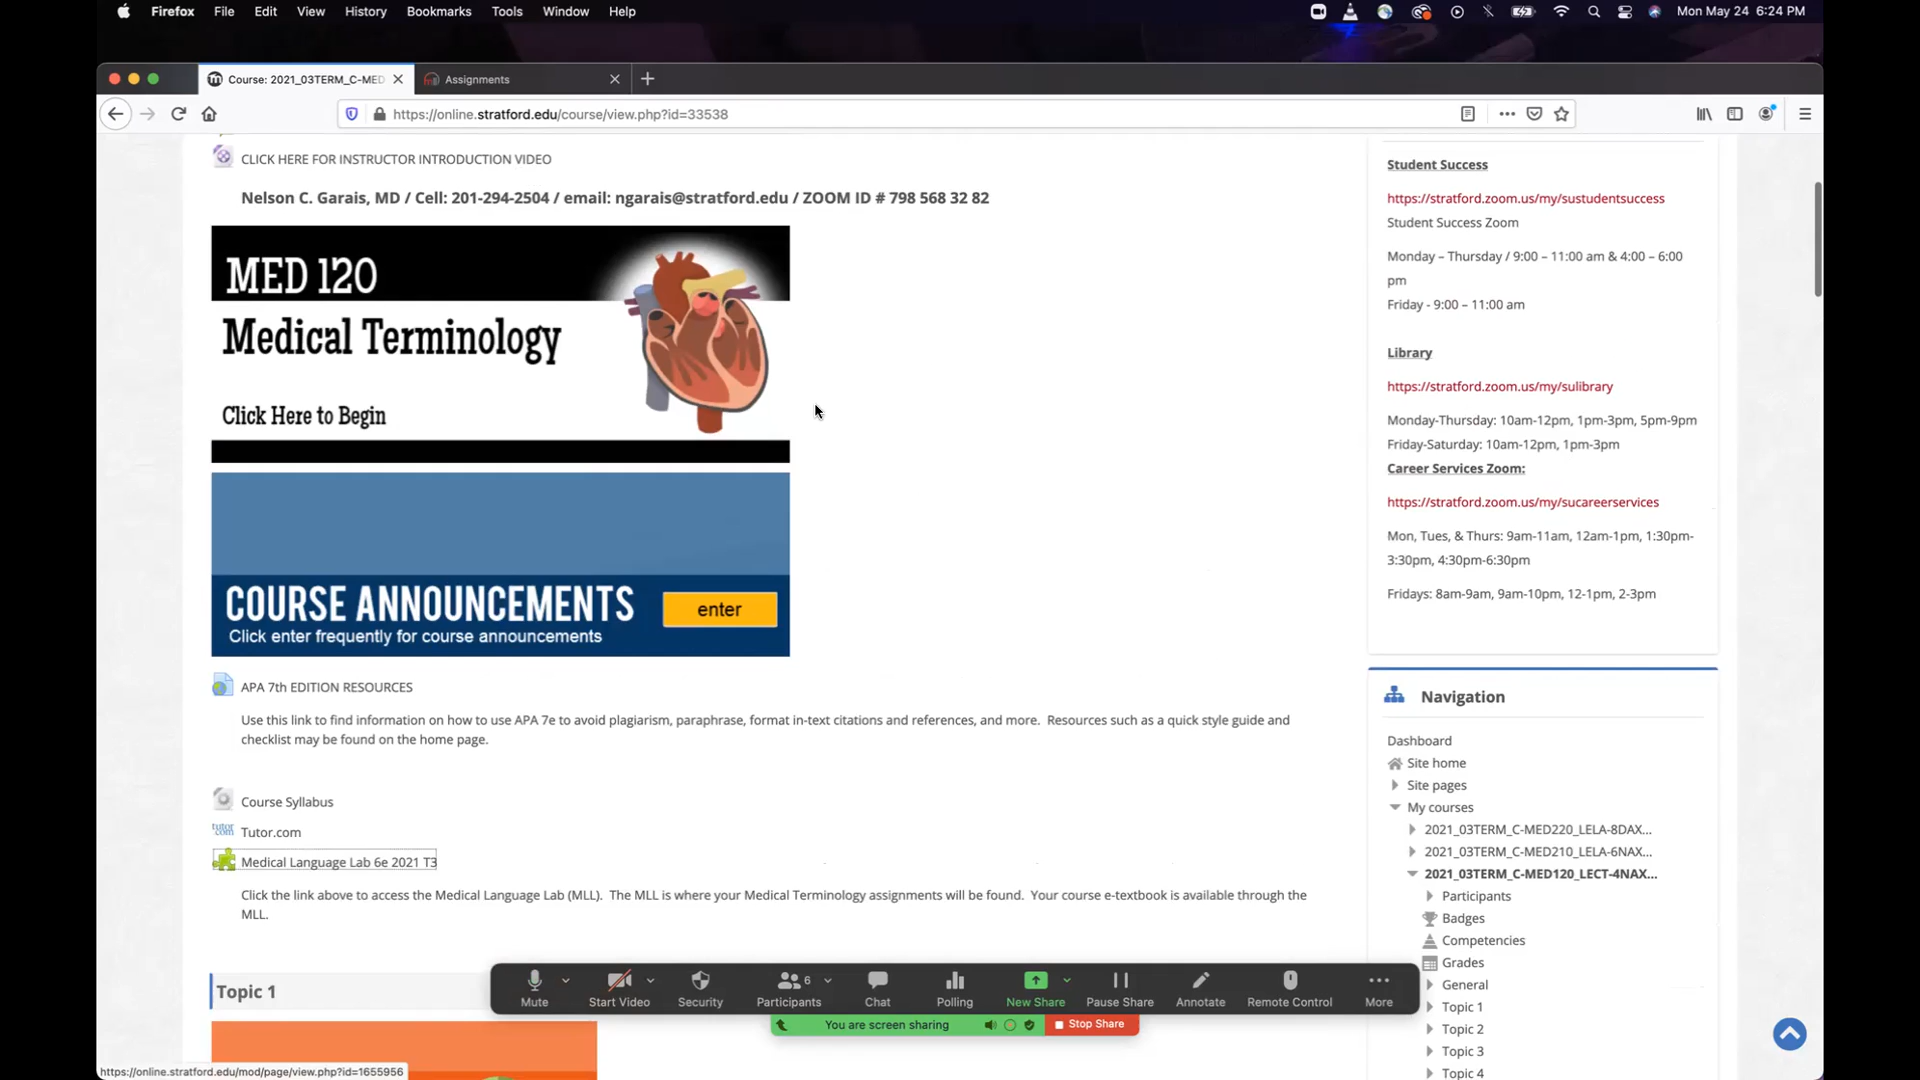 Firefox File Edit View History Bookmarks Tools Window Help Mon May 24 6:24 PM
Course: 2021_03TERM_C-MED Assignments
https://online.stratford.edu/course/view.php?id=33538
CLICK HERE FOR INSTRUCTOR INTRODUCTION VIDEO
Nelson C. Garais, MD / Cell: 201-294-2504 / email: ngarais@stratford.edu / ZOOM ID # 798 568 32 82
MED 120
Medical Terminology
Click Here to Begin
COURSE ANNOUNCEMENTS enter
Click enter frequently for course announcements
APA 7th EDITION RESOURCES
Use this link to find information on how to use APA 7e to avoid plagiarism, paraphrase, format in-text citations and references, and more. Resources such as a quick style guide and
checklist may be found on the home page.
Course Syllabus
tutor.com Tutor.com
Medical Language Lab 6e 2021 T3
Click the link above to access the Medical Language Lab (MLL). The MLL is where your Medical Terminology assignments will be found. Your course e-textbook is available through the
MLL.
Topic 1
Student Success
https://stratford.zoom.us/my/sustudentsuccess
Student Success Zoom
Monday – Thursday / 9:00 – 11:00 am & 4:00 – 6:00
pm
Friday - 9:00 – 11:00 am
Library
https://stratford.zoom.us/my/sulibrary
Monday-Thursday: 10am-12pm, 1pm-3pm, 5pm-9pm
Friday-Saturday: 10am-12pm, 1pm-3pm
Career Services Zoom:
https://stratford.zoom.us/my/sucareerservices
Mon, Tues, & Thurs: 9am-11am, 12am-1pm, 1:30pm-
3:30pm, 4:30pm-6:30pm
Fridays: 8am-9am, 9am-10pm, 12-1pm, 2-3pm
Navigation
Dashboard
Site home
Site pages
My courses
2021_03TERM_C-MED220_LELA-8DAX...
2021_03TERM_C-MED210_LELA-6NAX...
2021_03TERM_C-MED120_LECT-4NAX...
Participants
Badges
Competencies
Grades
General
Topic 1
Topic 2
Topic 3
Topic 4
Mute Start Video Security Participants 6 Chat Polling New Share Pause Share Annotate Remote Control More
You are screen sharing Stop Share
https://online.stratford.edu/mod/page/view.php?id=1655956